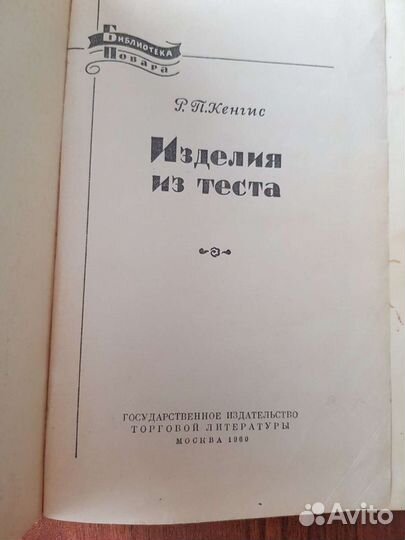 Библиотека
Повара
Р. П. Кенгис
Изделия
из теста
ГОСУДАРСТВЕННОЕ ИЗДАТЕЛЬСТВО
ТОРГОВОЙ ЛИТЕРАТУРЫ
МОСКВА 1960
Avito